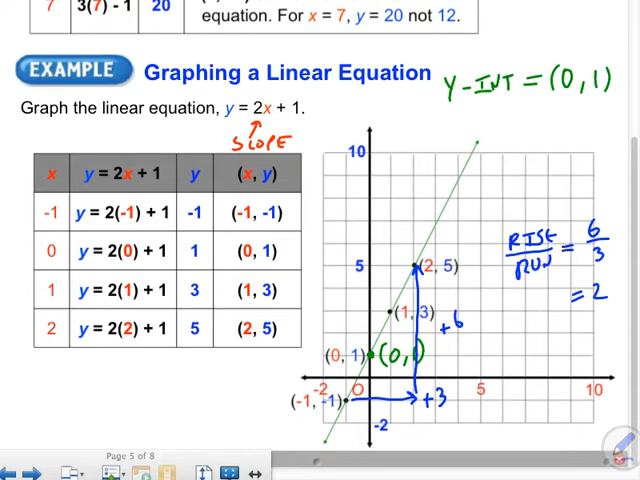 equation. For x = 7, y = 20 not 12.
7 3(7) - 1 20
EXAMPLE Graphing a Linear Equation
Y-INT = (0, 1)
Graph the linear equation, y = 2x + 1.
SLOPE
x y = 2x + 1 y (x, y)
-1 y = 2(-1) + 1 -1 (-1, -1)
0 y = 2(0) + 1 1 (0, 1)
1 y = 2(1) + 1 3 (1, 3)
2 y = 2(2) + 1 5 (2, 5)
10
RISE/RUN = 6/3
= 2
5
(2, 5)
(1, 3)
+6
(0, 1)
(0, 1)
-2 O 5 10
(-1, -1)
+3
-2
Page 5 of 8